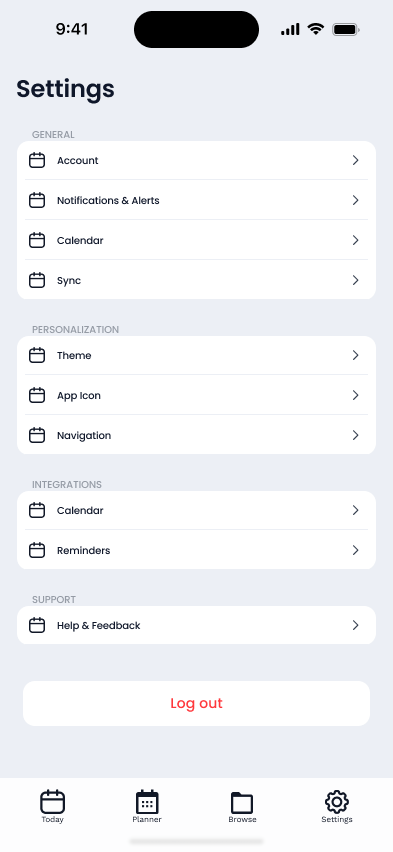 9:41
Settings
GENERAL
Account
Notifications & Alerts
Calendar
Sync
PERSONALIZATION
Theme
App Icon
Navigation
INTEGRATIONS
Calendar
Reminders
SUPPORT
Help & Feedback
Log out
Today Planner Browse Settings